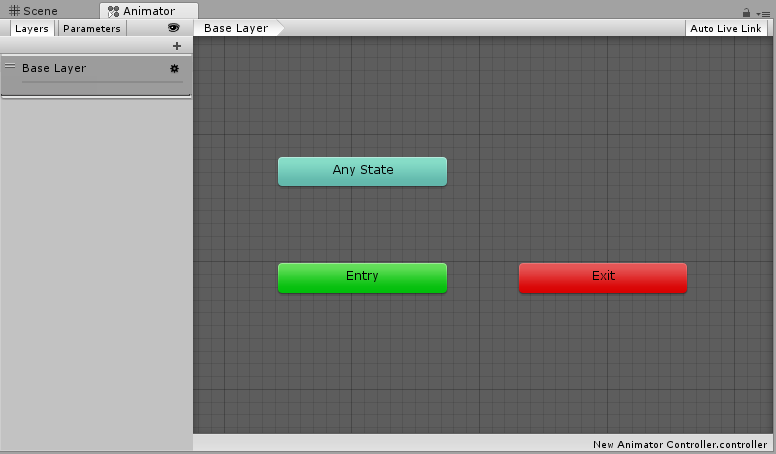 Scene
Animator
Layers
Parameters
Base Layer
Auto Live Link
Base Layer
Any State
Entry
Exit
New Animator Controller.controller